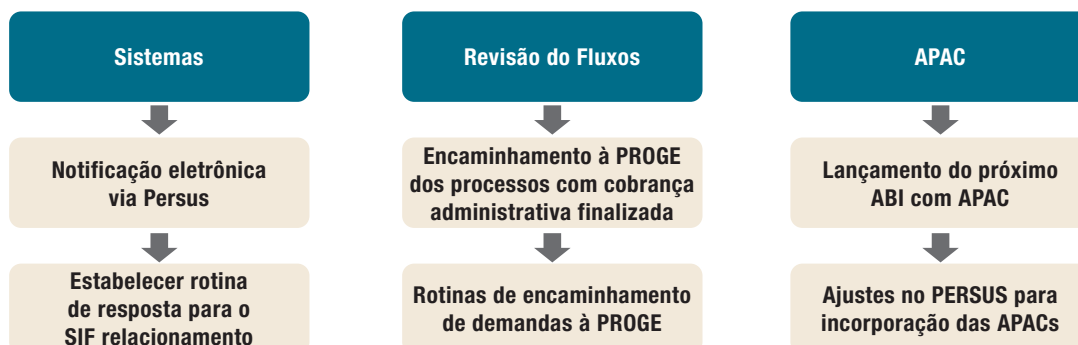 Sistemas
Notificação eletrônica
via Persus
Estabelecer rotina
de resposta para o
SIF relacionamento
Revisão do Fluxos
Encaminhamento à PROGE
dos processos com cobrança
administrativa finalizada
Rotinas de encaminhamento
de demandas à PROGE
APAC
Lançamento do próximo
ABI com APAC
Ajustes no PERSUS para
incorporação das APACs